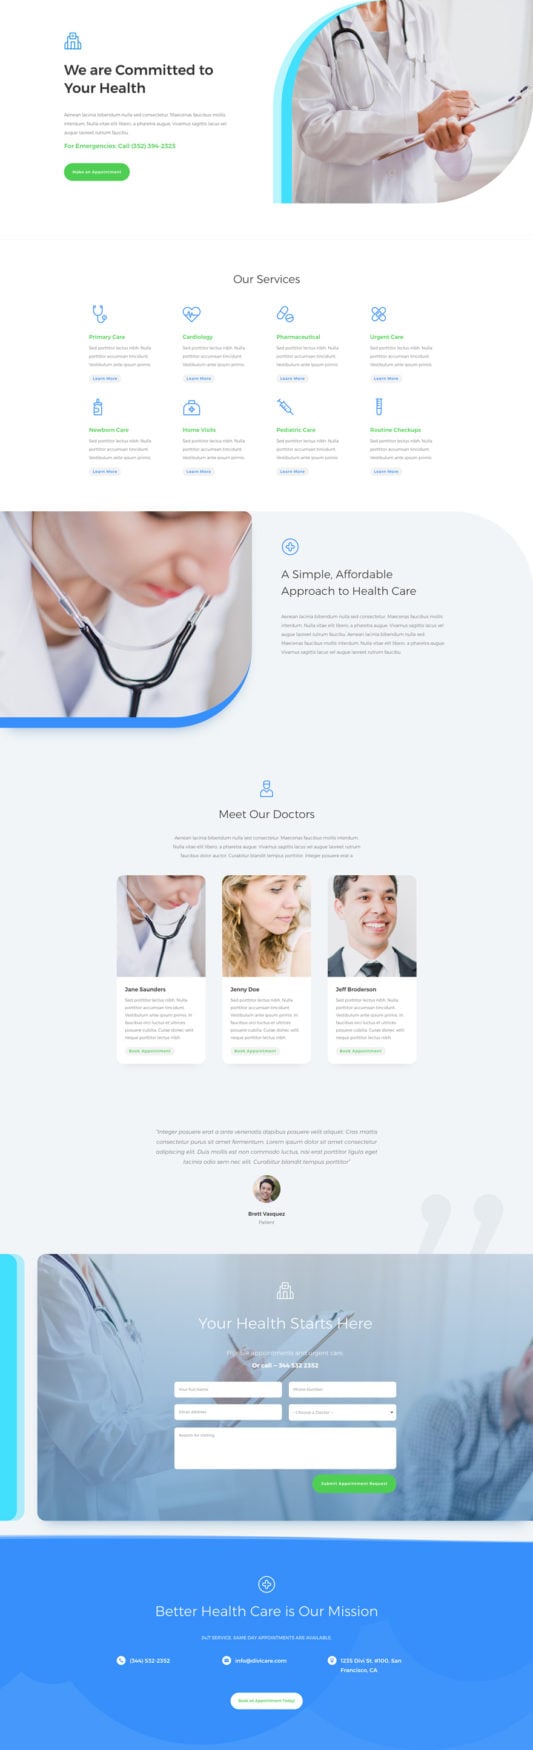 We are Committed to
Your Health
Aenean lacinia bibendum nulla sed consectetur. Maecenas faucibus mollis
interdum. Nulla vitae elit libero, a pharetra augue. Vivamus sagittis lacus vel
augue laoreet rutrum faucibu.
For Emergencies: Call (352) 394-2323
Make an Appointment
Our Services
Primary Care
Cardiology
Pharmaceutical
Urgent Care
Sed porttitor lectus nibh. Nulla
porttitor accumsan tincidunt.
Vestibulum ante ipsum primis.
Sed porttitor lectus nibh. Nulla
porttitor accumsan tincidunt.
Vestibulum ante ipsum primis.
Sed porttitor lectus nibh. Nulla
porttitor accumsan tincidunt.
Vestibulum ante ipsum primis.
Sed porttitor lectus nibh. Nulla
porttitor accumsan tincidunt.
Vestibulum ante ipsum primis.
Learn More
Learn More
Learn More
Learn More
Newborn Care
Home Visits
Pediatric Care
Routine Checkups
Sed porttitor lectus nibh. Nulla
porttitor accumsan tincidunt.
Vestibulum ante ipsum primis.
Sed porttitor lectus nibh. Nulla
porttitor accumsan tincidunt.
Vestibulum ante ipsum primis.
Sed porttitor lectus nibh. Nulla
porttitor accumsan tincidunt.
Vestibulum ante ipsum primis.
Sed porttitor lectus nibh. Nulla
porttitor accumsan tincidunt.
Vestibulum ante ipsum primis.
Learn More
Learn More
Learn More
Learn More
A Simple, Affordable
Approach to Health Care
Aenean lacinia bibendum nulla sed consectetur. Maecenas faucibus mollis
interdum. Nulla vitae elit libero, a pharetra augue. Vivamus sagittis lacus vel
augue laoreet rutrum faucibu. Aenean lacinia bibendum nulla sed
Maecenas faucibus mollis interdum. Nulla vitae elit libero, a pharetra augue.
Vivamus sagittis lacus vel augue laoreet rutrum faucibu.
Meet Our Doctors
Aenean lacinia bibendum nulla sed consectetur. Maecenas faucibus mollis interdum.
Nulla vitae elit libero, a pharetra augue. Vivamus sagittis lacus vel augue rutrum
faucibus dolor auctor. Curabitur blandit tempus porttitor. Integer posuere erat a
Jane Saunders
Sed porttitor lectus nibh. Nulla
porttitor accumsan tincidunt.
Vestibulum ante ipsum primis. In
faucibus orci luctus et ultrices
posuere cubilia. Curae donec velit
neque porttitor lectus nibh.
Book Appointment
Jenny Doe
Sed porttitor lectus nibh. Nulla
porttitor accumsan tincidunt.
Vestibulum ante ipsum primis. In
faucibus orci luctus et ultrices
posuere cubilia. Curae donec velit
neque porttitor lectus nibh.
Book Appointment
Jeff Broderson
Sed porttitor lectus nibh. Nulla
porttitor accumsan tincidunt.
Vestibulum ante ipsum primis. In
faucibus orci luctus et ultrices
posuere cubilia. Curae donec velit
neque porttitor lectus nibh.
Book Appointment
"Integer posuere erat a ante venenatis dapibus posuere velit aliquet. Cras mattis
consectetur purus sit amet fermentum. Lorem ipsum dolor sit amet consectetur
adipiscing elit. Duis mollis est non commodo luctus, nisi erat porttitor ligula eget
lacinia odio sem nec elit. Curabitur blandit tempus porttitor"
Brett Vasquez
Patient
Your Health Starts Here
appointments and urgent care.
Or call – 344 532 2352
Your Full Name
Phone Number
Email Address
- Choose a Doctor -
Reason for Visiting
Submit Appointment Request
Better Health Care is Our Mission
24/7 SERVICE. SAME DAY APPOINTMENTS ARE AVAILABLE.
(344) 532-2352
info@divicare.com
1235 Divi St. #100, San
Francisco, CA
Book an Appointment Today!